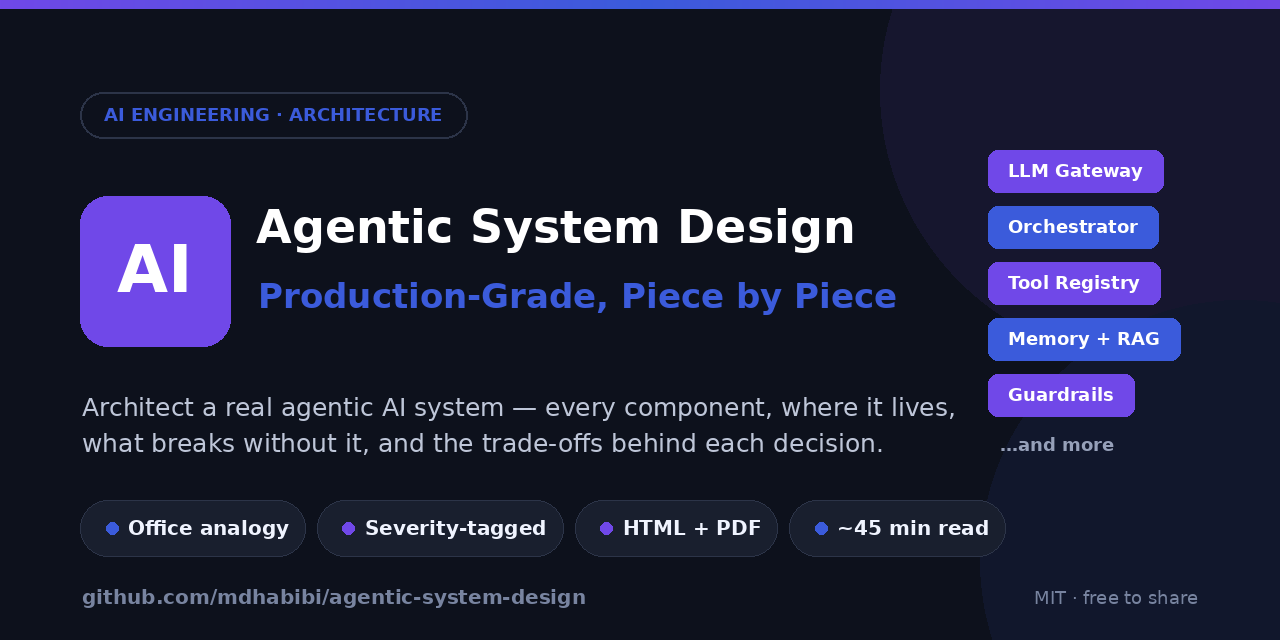 AI ENGINEERING · ARCHITECTURE
AI
Agentic System Design
Production-Grade, Piece by Piece
Architect a real agentic AI system — every component, where it lives,
what breaks without it, and the trade-offs behind each decision.
LLM Gateway
Orchestrator
Tool Registry
Memory + RAG
Guardrails
…and more
Office analogy
Severity-tagged
HTML + PDF
~45 min read
github.com/mdhabibi/agentic-system-design
MIT · free to share